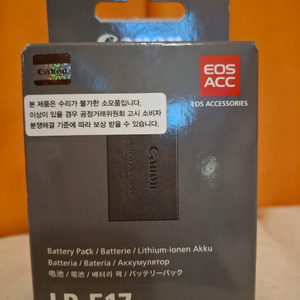 Canon
EOS
ACC
EOS ACCESSORIES
본 제품은 수리가 불가한 소모품입니다.
이상이 있을 경우 공정거래위원회 고시 소비자
분쟁해결 기준에 따라 보상 받을 수 있습니다.
Canon
Battery Pack / Batterie / Lithium-ionen Akku
Batteria / Bateria / Аккумулятор
电池 / 電池 / 배터리 팩 / バッテリーパック
LP-E17